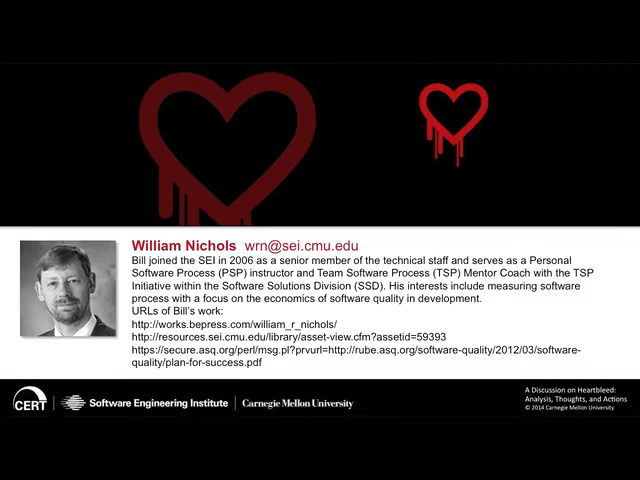 William Nichols wrn@sei.cmu.edu
Bill joined the SEI in 2006 as a senior member of the technical staff and serves as a Personal
Software Process (PSP) instructor and Team Software Process (TSP) Mentor Coach with the TSP
Initiative within the Software Solutions Division (SSD). His interests include measuring software
process with a focus on the economics of software quality in development.
URLs of Bill's work:
http://works.bepress.com/william_r_nichols/
http://resources.sei.cmu.edu/library/asset-view.cfm?assetid=59393
https://secure.asq.org/perl/msg.pl?prvurl=http://rube.asq.org/software-quality/2012/03/software-
quality/plan-for-success.pdf
CERT | Software Engineering Institute | Carnegie Mellon University
A Discussion on Heartbleed:
Analysis, Thoughts, and Actions
© 2014 Carnegie Mellon University